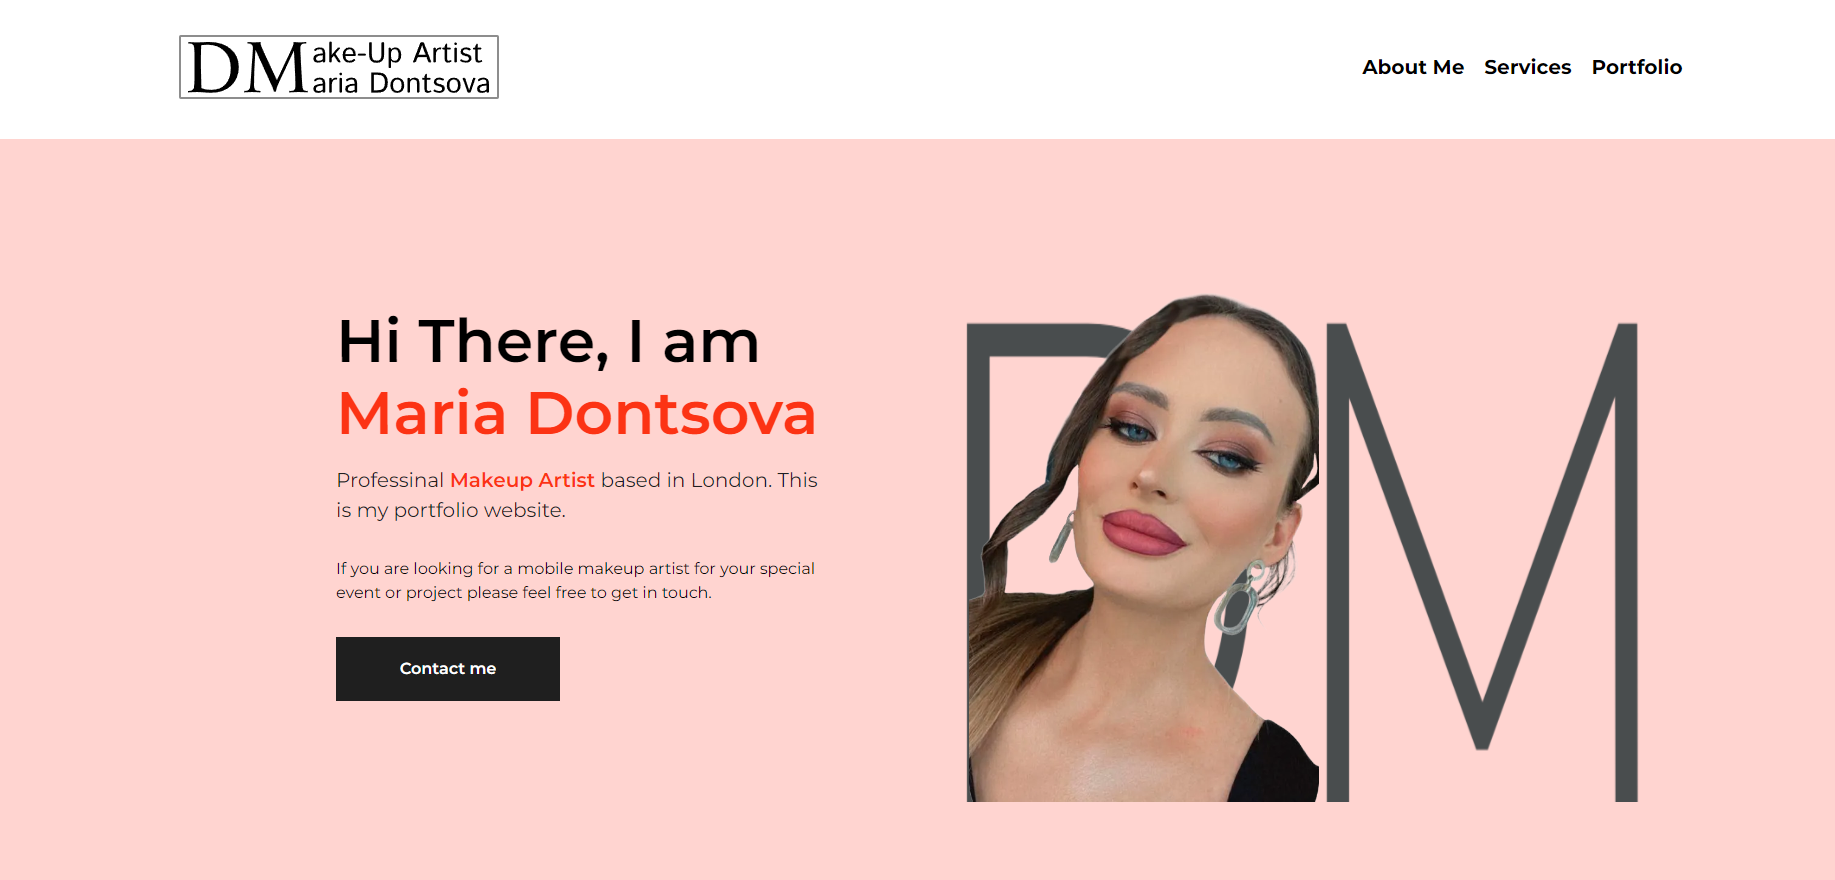 DM ake-Up Artist
aria Dontsova
About Me Services Portfolio
Hi There, I am
Maria Dontsova
Professinal Makeup Artist based in London. This
is my portfolio website.
If you are looking for a mobile makeup artist for your special
event or project please feel free to get in touch.
Contact me
DM